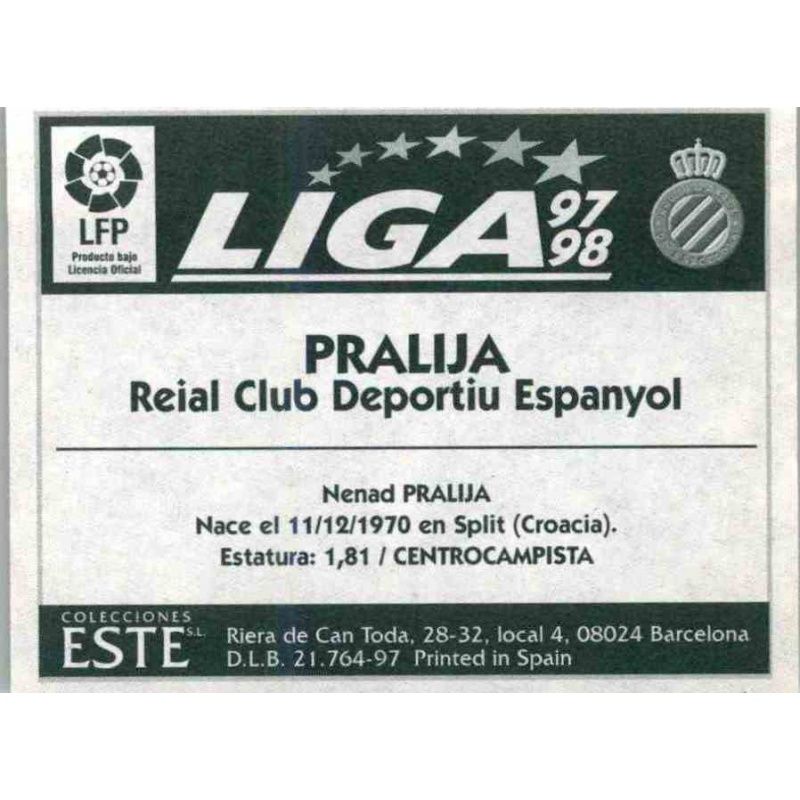 LFP
Producto bajo
Licencia Oficial
LIGA 97
98
PRALIJA
Reial Club Deportiu Espanyol
Nenad PRALIJA
Nace el 11/12/1970 en Split (Croacia).
Estatura: 1,81 / CENTROCAMPISTA
COLECCIONES
ESTE S.L.
Riera de Can Toda, 28-32, local 4, 08024 Barcelona
D.L.B. 21.764-97 Printed in Spain